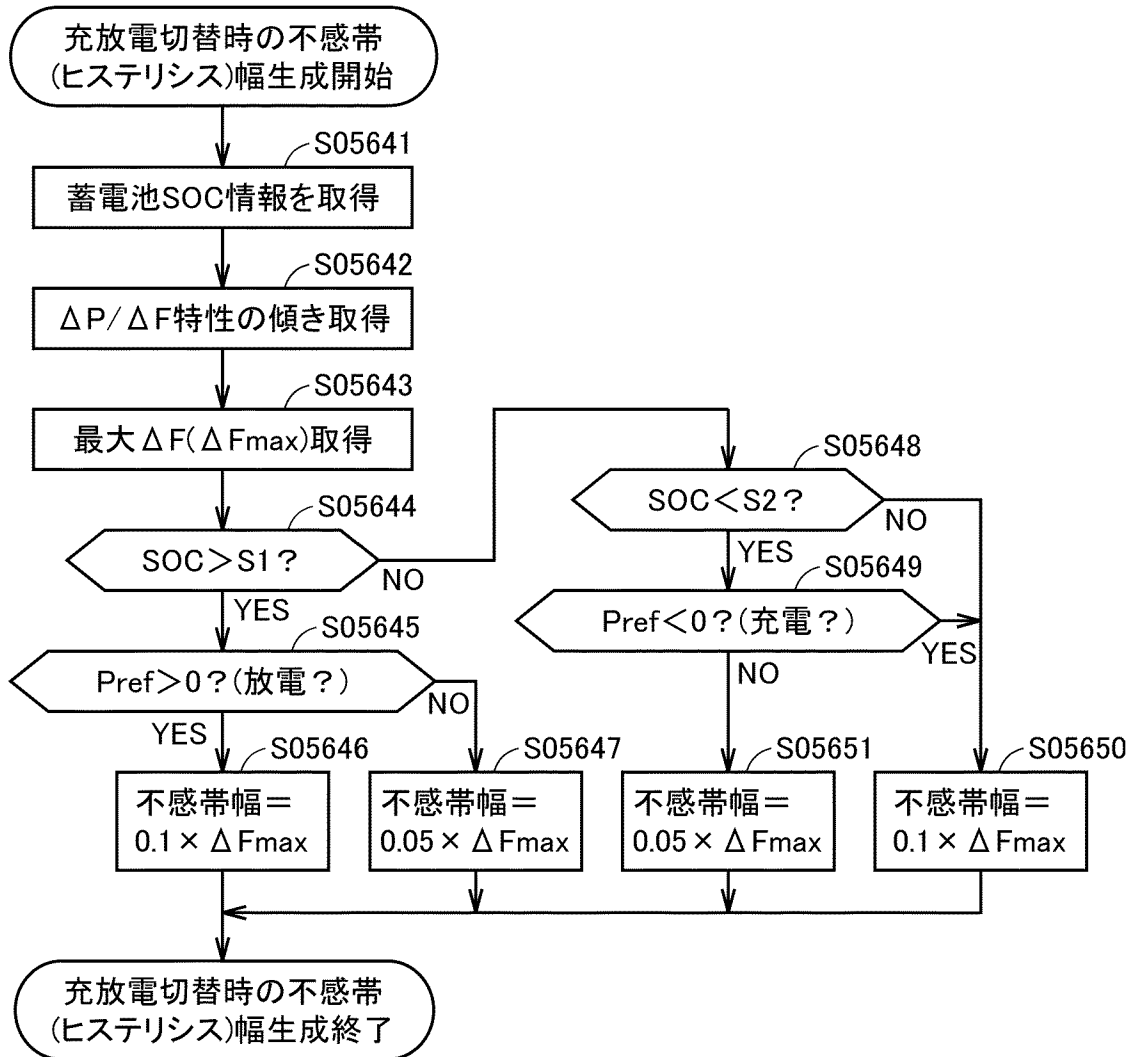 充放電切替時の不感帯
(ヒステリシス)幅生成開始
S05641
蓄電池SOC情報を取得
S05642
ΔP/ΔF特性の傾き取得
S05643
最大ΔF(ΔFmax)取得
S05644
SOC>S1?
NO
YES
S05645
Pref>0?(放電?)
NO
YES
S05646
不感帯幅=
0.1×ΔFmax
S05647
不感帯幅=
0.05×ΔFmax
S05648
SOC<S2?
NO
YES
S05649
Pref<0?(充電?)
YES
NO
S05651
不感帯幅=
0.05×ΔFmax
S05650
不感帯幅=
0.1×ΔFmax
充放電切替時の不感帯
(ヒステリシス)幅生成終了